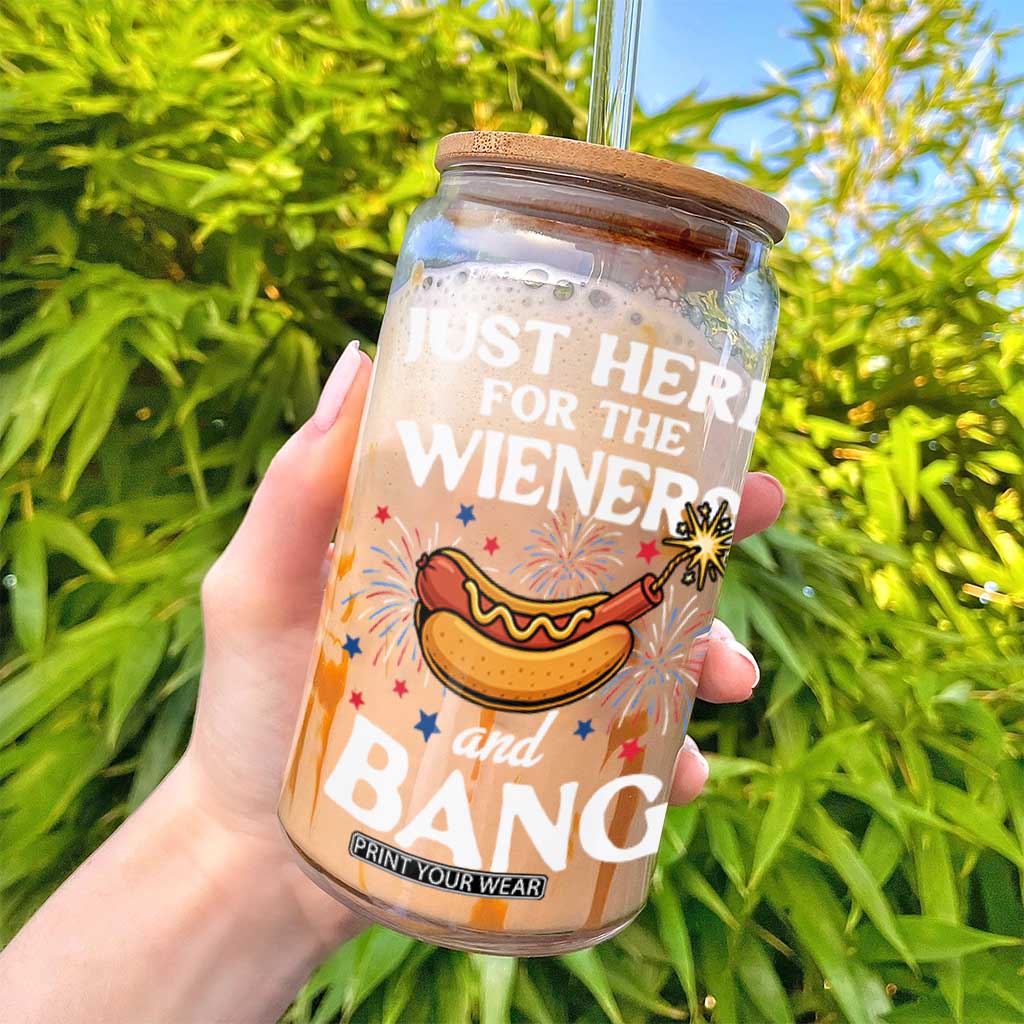 JUST HERE
FOR THE
WIENERS
and
BANG
PRINT YOUR WEAR